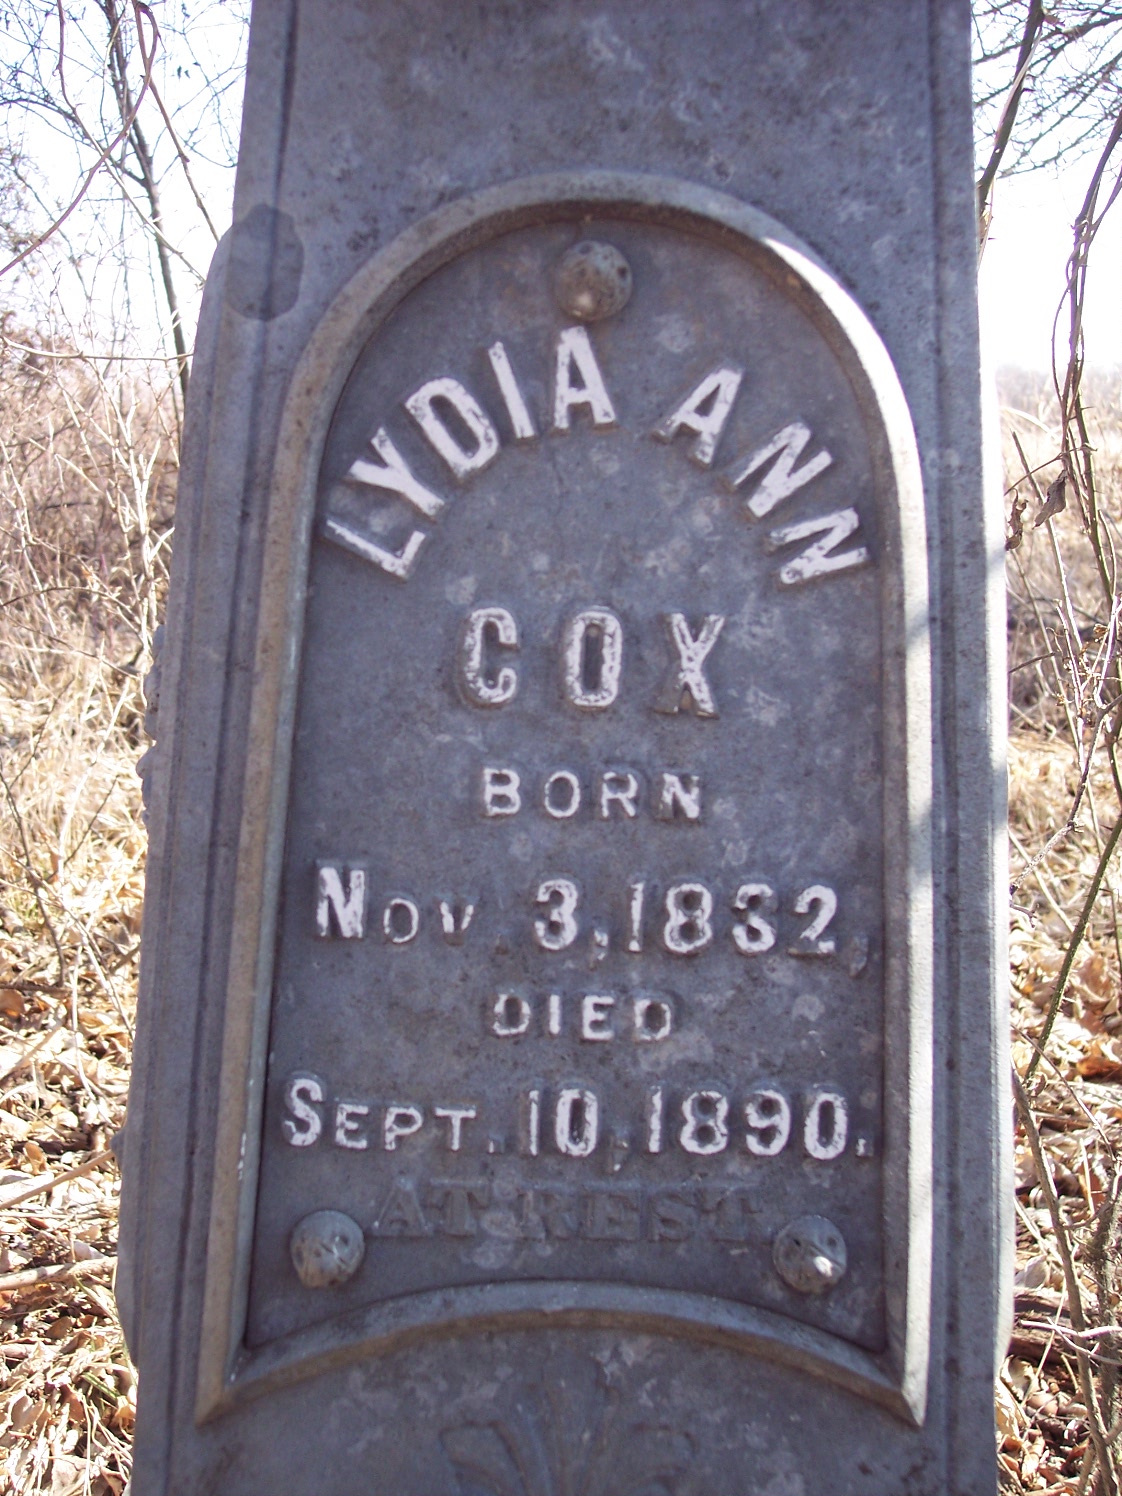 LYDIA ANN
COX
BORN
Nov. 3, 1832,
DIED
Sept. 10, 1890.
AT REST